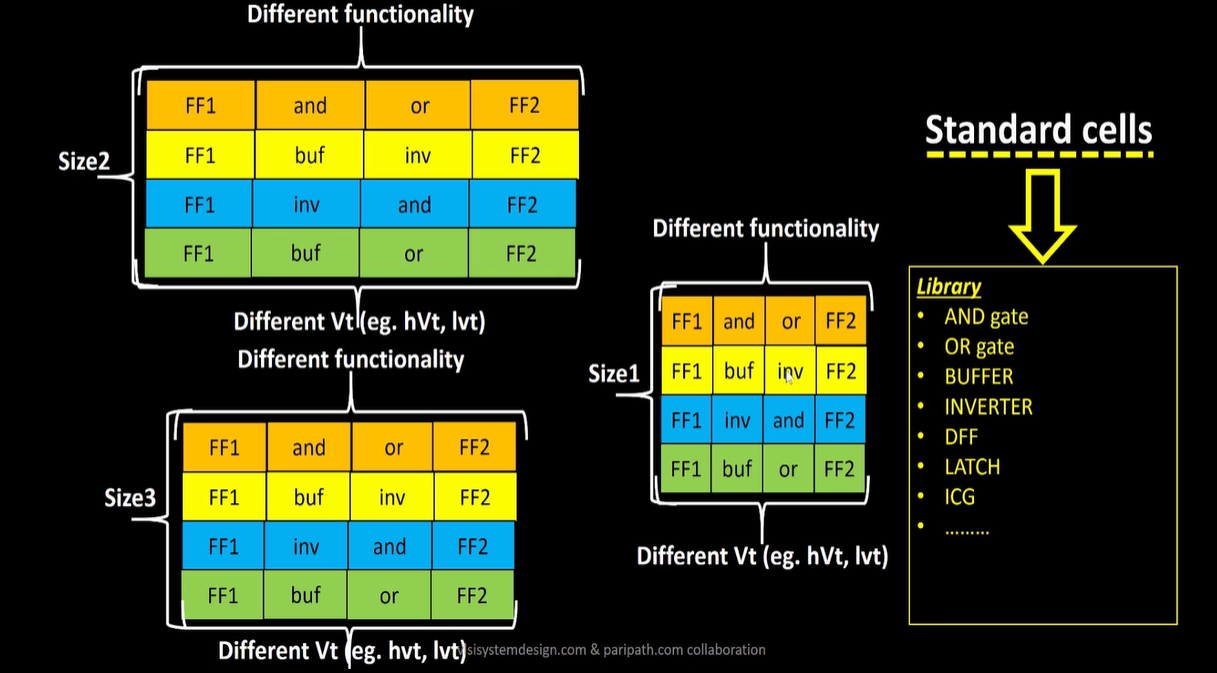 Different functionality
FF1 and or FF2
Size2
FF1 buf inv FF2
FF1 inv and FF2
FF1 buf or FF2
Different Vt (eg. hVt, lvt)
Different functionality
FF1 and or FF2
Size3
FF1 buf inv FF2
FF1 inv and FF2
FF1 buf or FF2
Different Vt (eg. hvt, lvt)
Different functionality
FF1 and or FF2
Size1
FF1 buf inv FF2
FF1 inv and FF2
FF1 buf or FF2
Different Vt (eg. hVt, lvt)
Standard cells
Library
• AND gate
• OR gate
• BUFFER
• INVERTER
• DFF
• LATCH
• ICG
• .........
& paripath.com collaboration